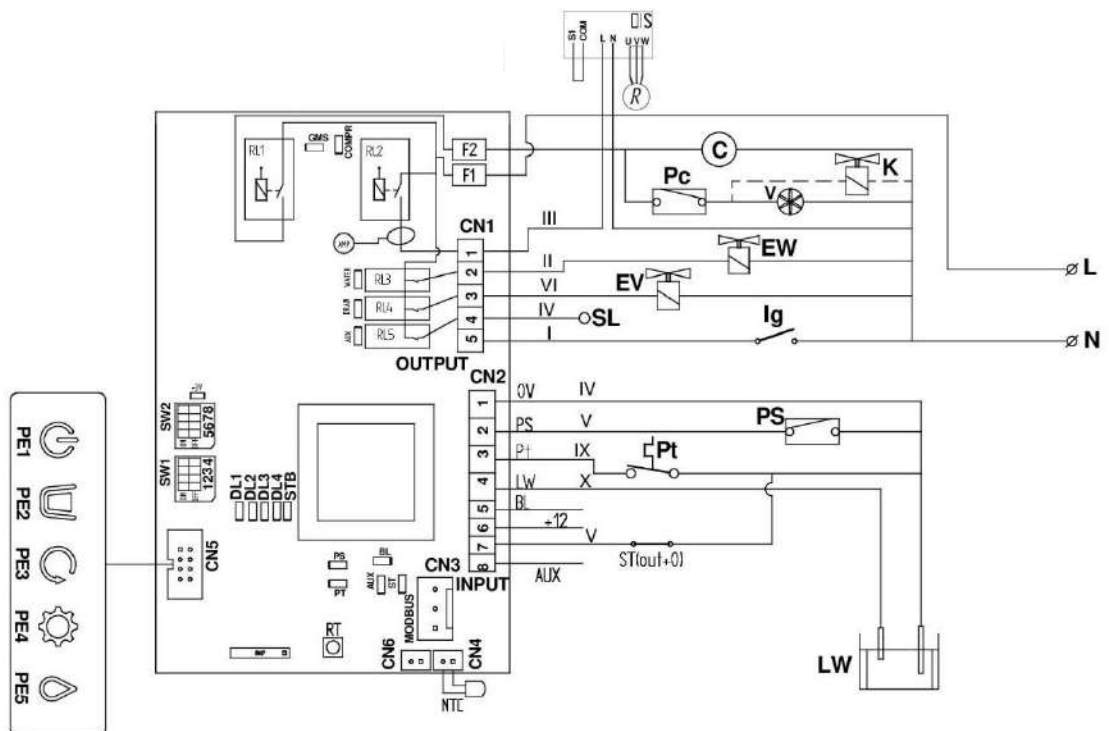 IS
S1
COM
L N
U V W
R
GMS
COMPR
RL1
RL2
F2
F1
C
K
Pc
V
AMP
CN1
III
1
II
2
VI
3
IV
4
I
5
WATER
RL3
DRAIN
RL4
AUX
RL5
EW
EV
SL
Ig
L
N
OUTPUT
CN2
1
0V
IV
2
PS
V
PS
3
Pt
IX
Pt
4
LW
X
5
BL
6
+12
7
V
ST(out+0)
8
AUX
INPUT
SW2
5678
SW1
1234
DL1
DL2
DL3
DL4
STB
PE1
PE2
PE3
PE4
PE5
CN5
PS
BL
PT
AUX
ST
CN3
MODBUS
RT
CN6
CN4
NTC
LW